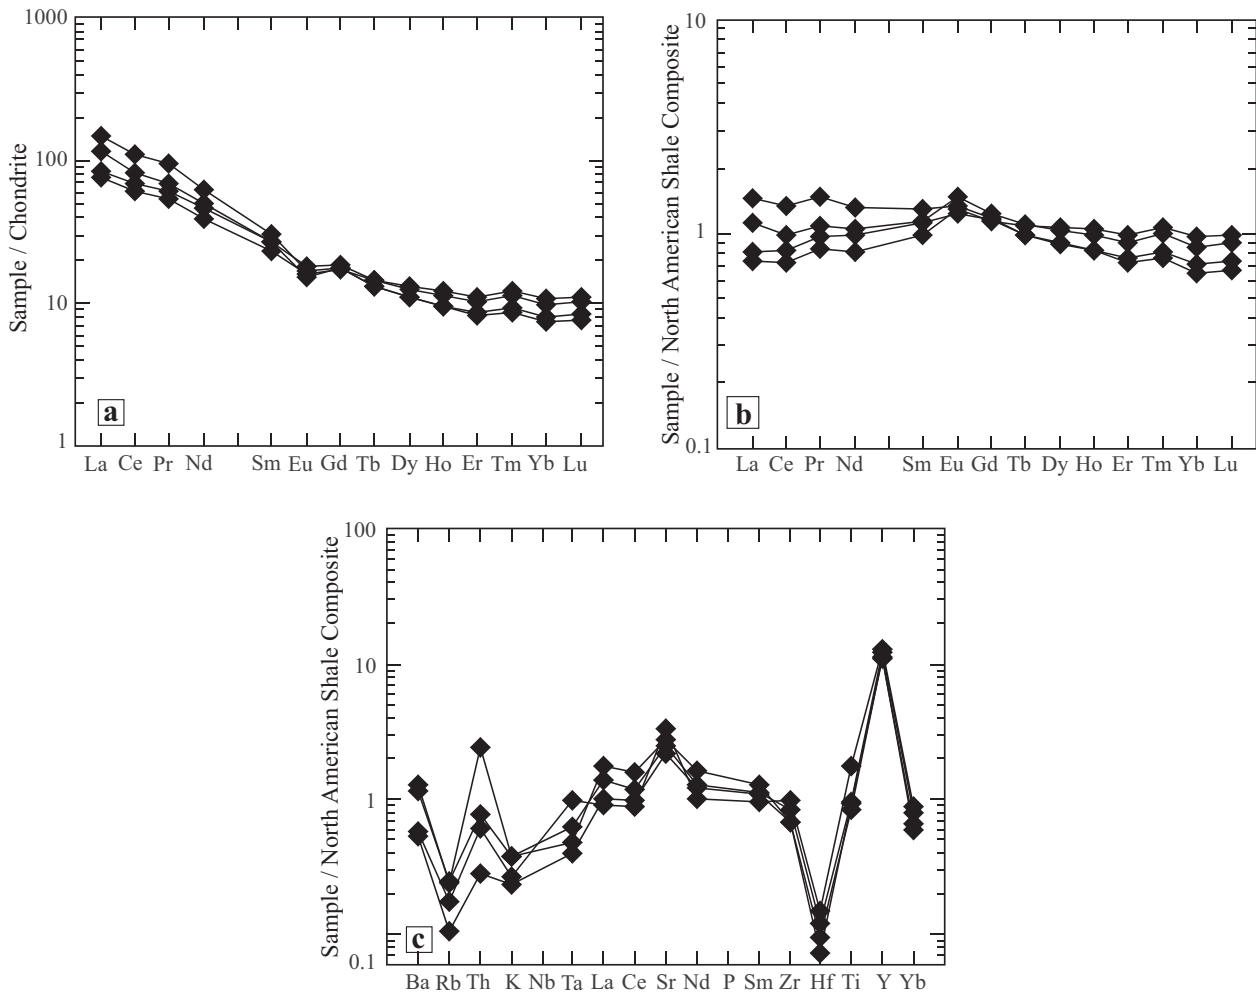 1000
100
10
1
Sample / Chondrite
a
La Ce Pr Nd Sm Eu Gd Tb Dy Ho Er Tm Yb Lu
10
1
0.1
Sample / North American Shale Composite
b
La Ce Pr Nd Sm Eu Gd Tb Dy Ho Er Tm Yb Lu
100
10
1
0.1
Sample / North American Shale Composite
c
Ba Rb Th K Nb Ta La Ce Sr Nd P Sm Zr Hf Ti Y Yb